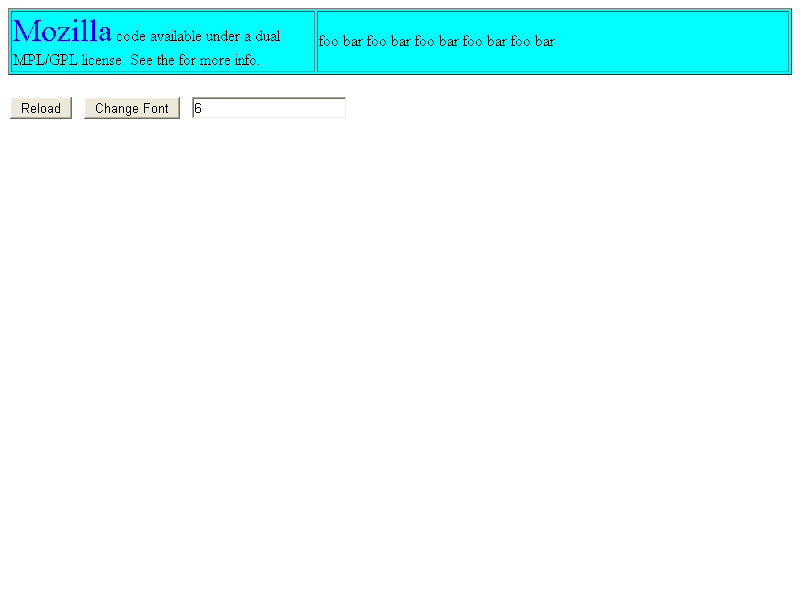 Mozilla code available under a dual
MPL/GPL license. See the for more info.
foo bar foo bar foo bar foo bar foo bar
Reload
Change Font
6